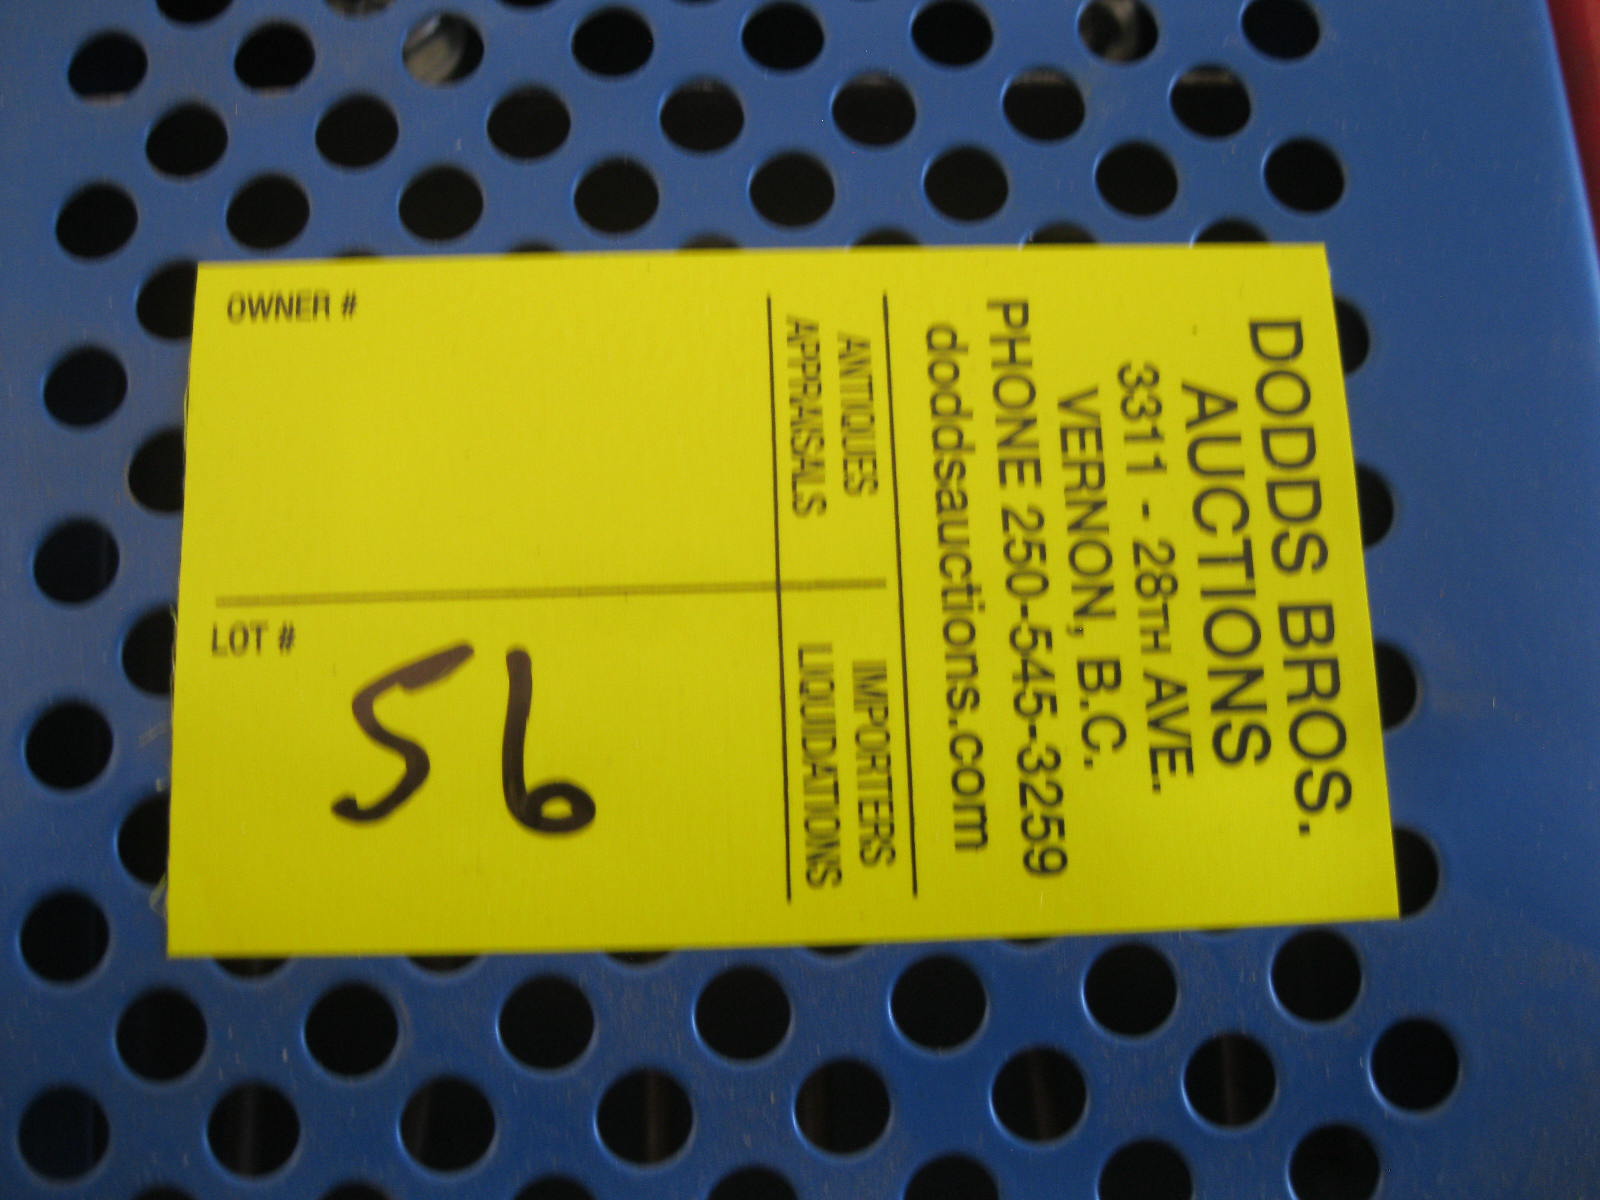 DODDS BROS.
AUCTIONS
3311 - 28TH AVE.
VERNON, B.C.
PHONE 250-545-3259
doddsauctions.com
ANTIQUES IMPORTERS
APPRAISALS LIQUIDATIONS
OWNER #
LOT #
56